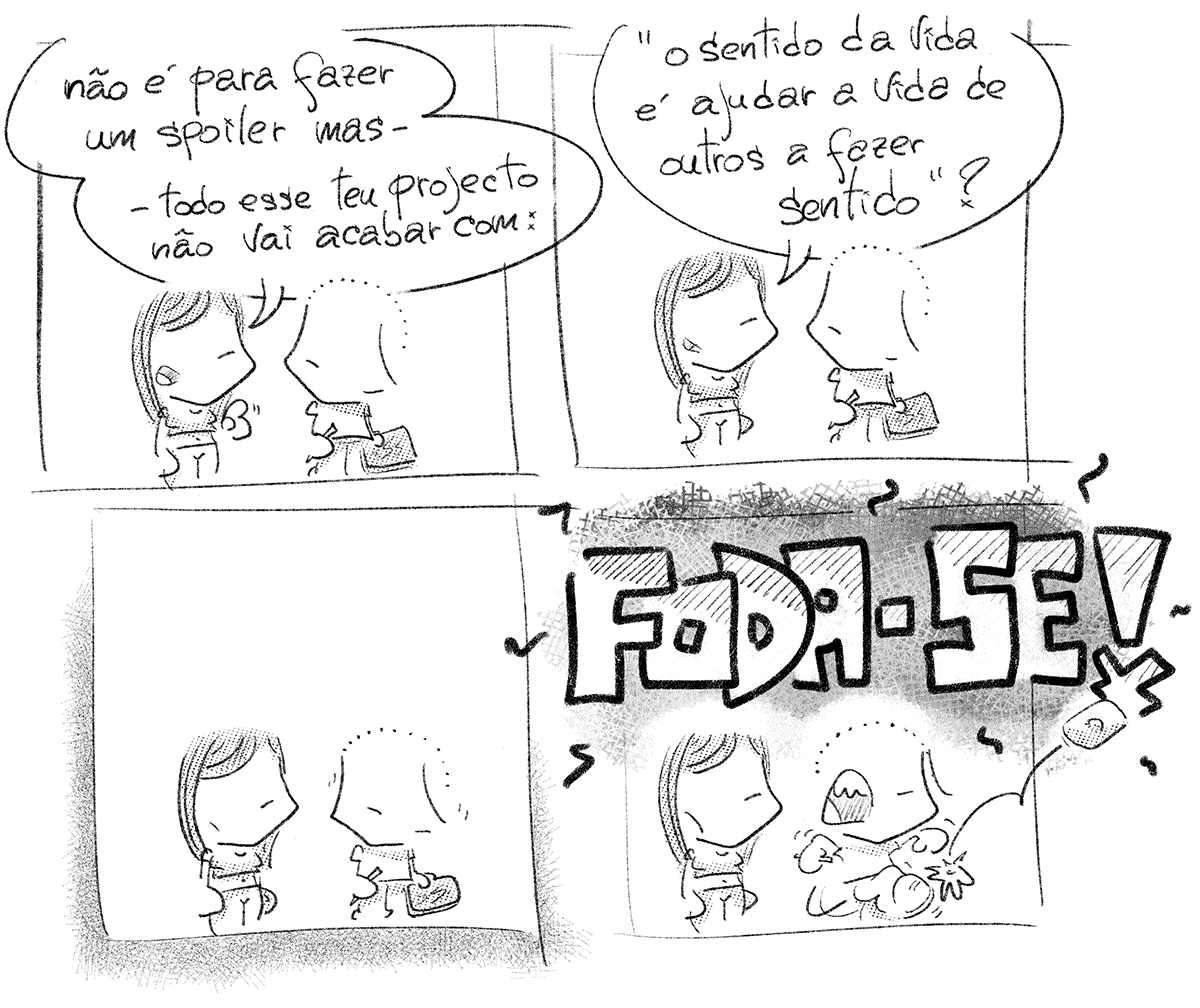 não é para fazer
um spoiler mas-
-todo esse teu projecto
não vai acabar com:
"o sentido da vida
é ajudar a vida de
outros a fazer
sentido"?
FODA-SE!